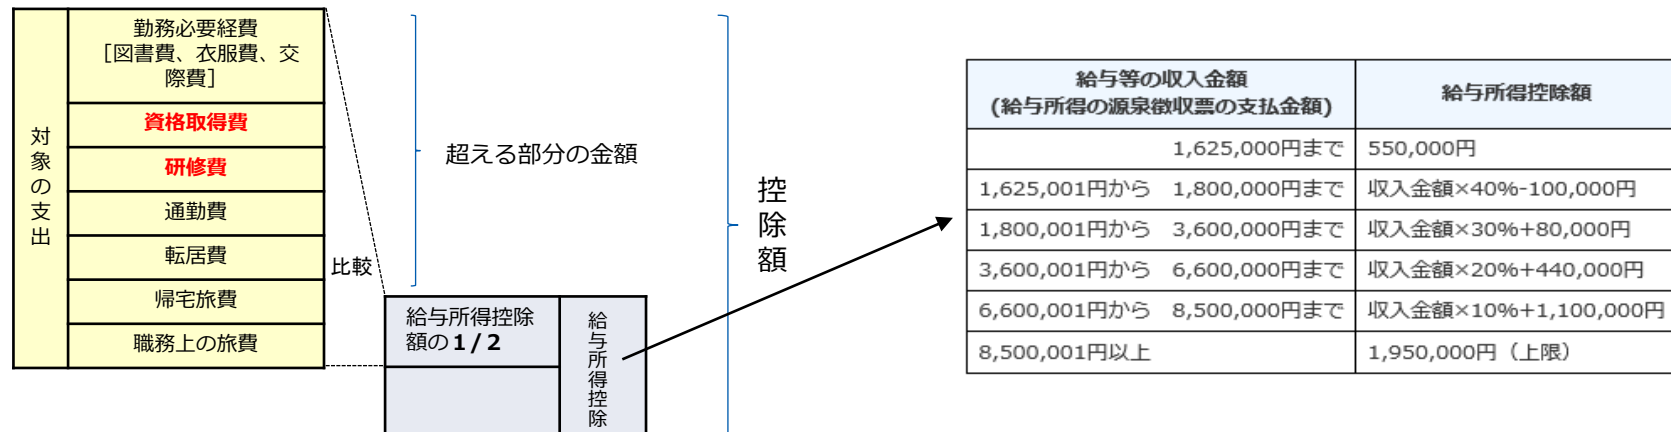 対象の支出
勤務必要経費
［図書費、衣服費、交
際費］
資格取得費
研修費
通勤費
転居費
帰宅旅費
職務上の旅費
比較
超える部分の金額
給与所得控除
額の1/2
給与所得控除
控除額
給与等の収入金額
(給与所得の源泉徴収票の支払金額)
給与所得控除額
1,625,000円まで
550,000円
1,625,001円から 1,800,000円まで
収入金額×40%-100,000円
1,800,001円から 3,600,000円まで
収入金額×30%+80,000円
3,600,001円から 6,600,000円まで
収入金額×20%+440,000円
6,600,001円から 8,500,000円まで
収入金額×10%+1,100,000円
8,500,001円以上
1,950,000円（上限）